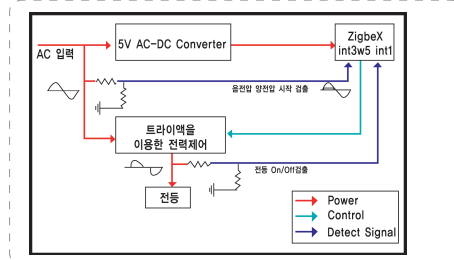 AC 입력
5V AC-DC Converter
ZigbeX
int3w5 int1
음전압 양전압 시작 검출
트라이액을
이용한 전력제어
전등 On/Off검출
전등
Power
Control
Detect Signal